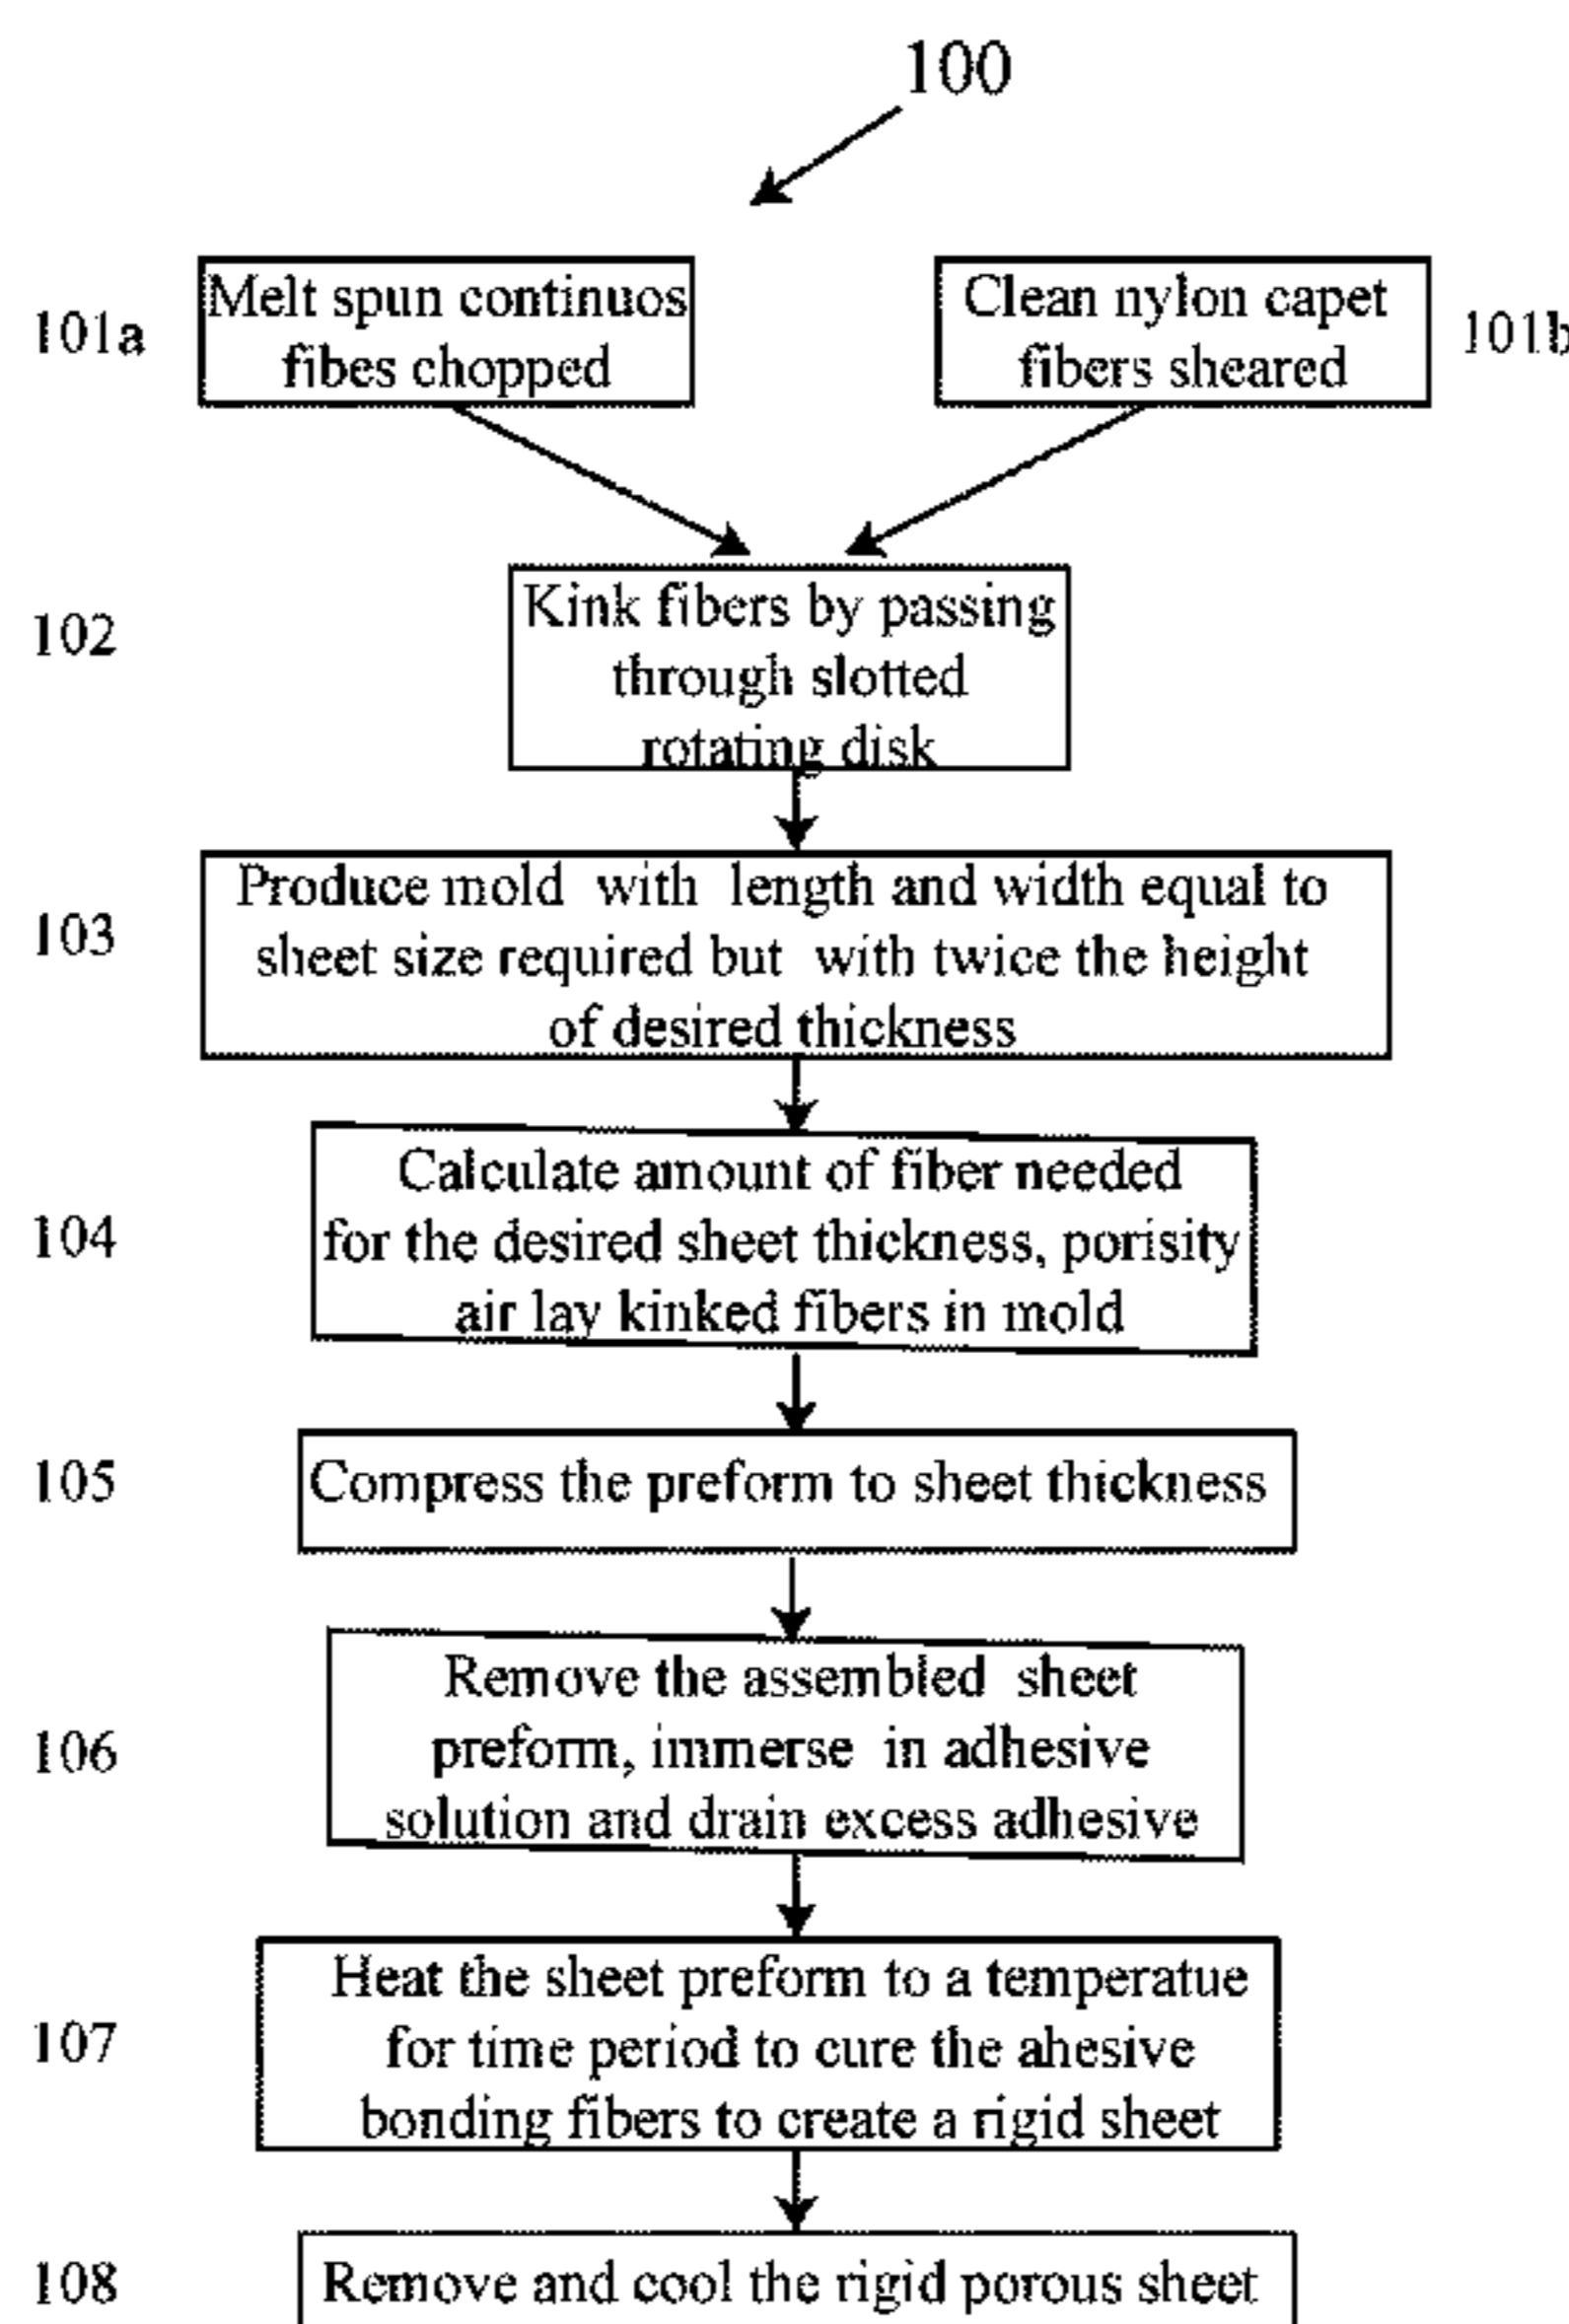 100
101a
Melt spun continuos
fibes chopped
Clean nylon capet
fibers sheared
101b
102
Kink fibers by passing
through slotted
rotating disk
103
Produce mold with length and width equal to
sheet size required but with twice the height
of desired thickness
104
Calculate amount of fiber needed
for the desired sheet thickness, porisity
air lay kinked fibers in mold
105
Compress the preform to sheet thickness
106
Remove the assembled sheet
preform, immerse in adhesive
solution and drain excess adhesive
107
Heat the sheet preform to a temperatue
for time period to cure the ahesive
bonding fibers to create a rigid sheet
108
Remove and cool the rigid porous sheet